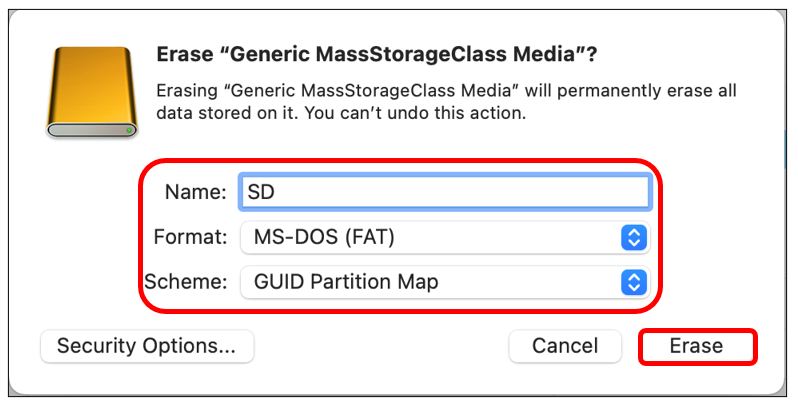 Erase “Generic MassStorageClass Media”?
Erasing “Generic MassStorageClass Media” will permanently erase all
data stored on it. You can’t undo this action.
Name: SD
Format: MS-DOS (FAT)
Scheme: GUID Partition Map
Security Options... Cancel Erase